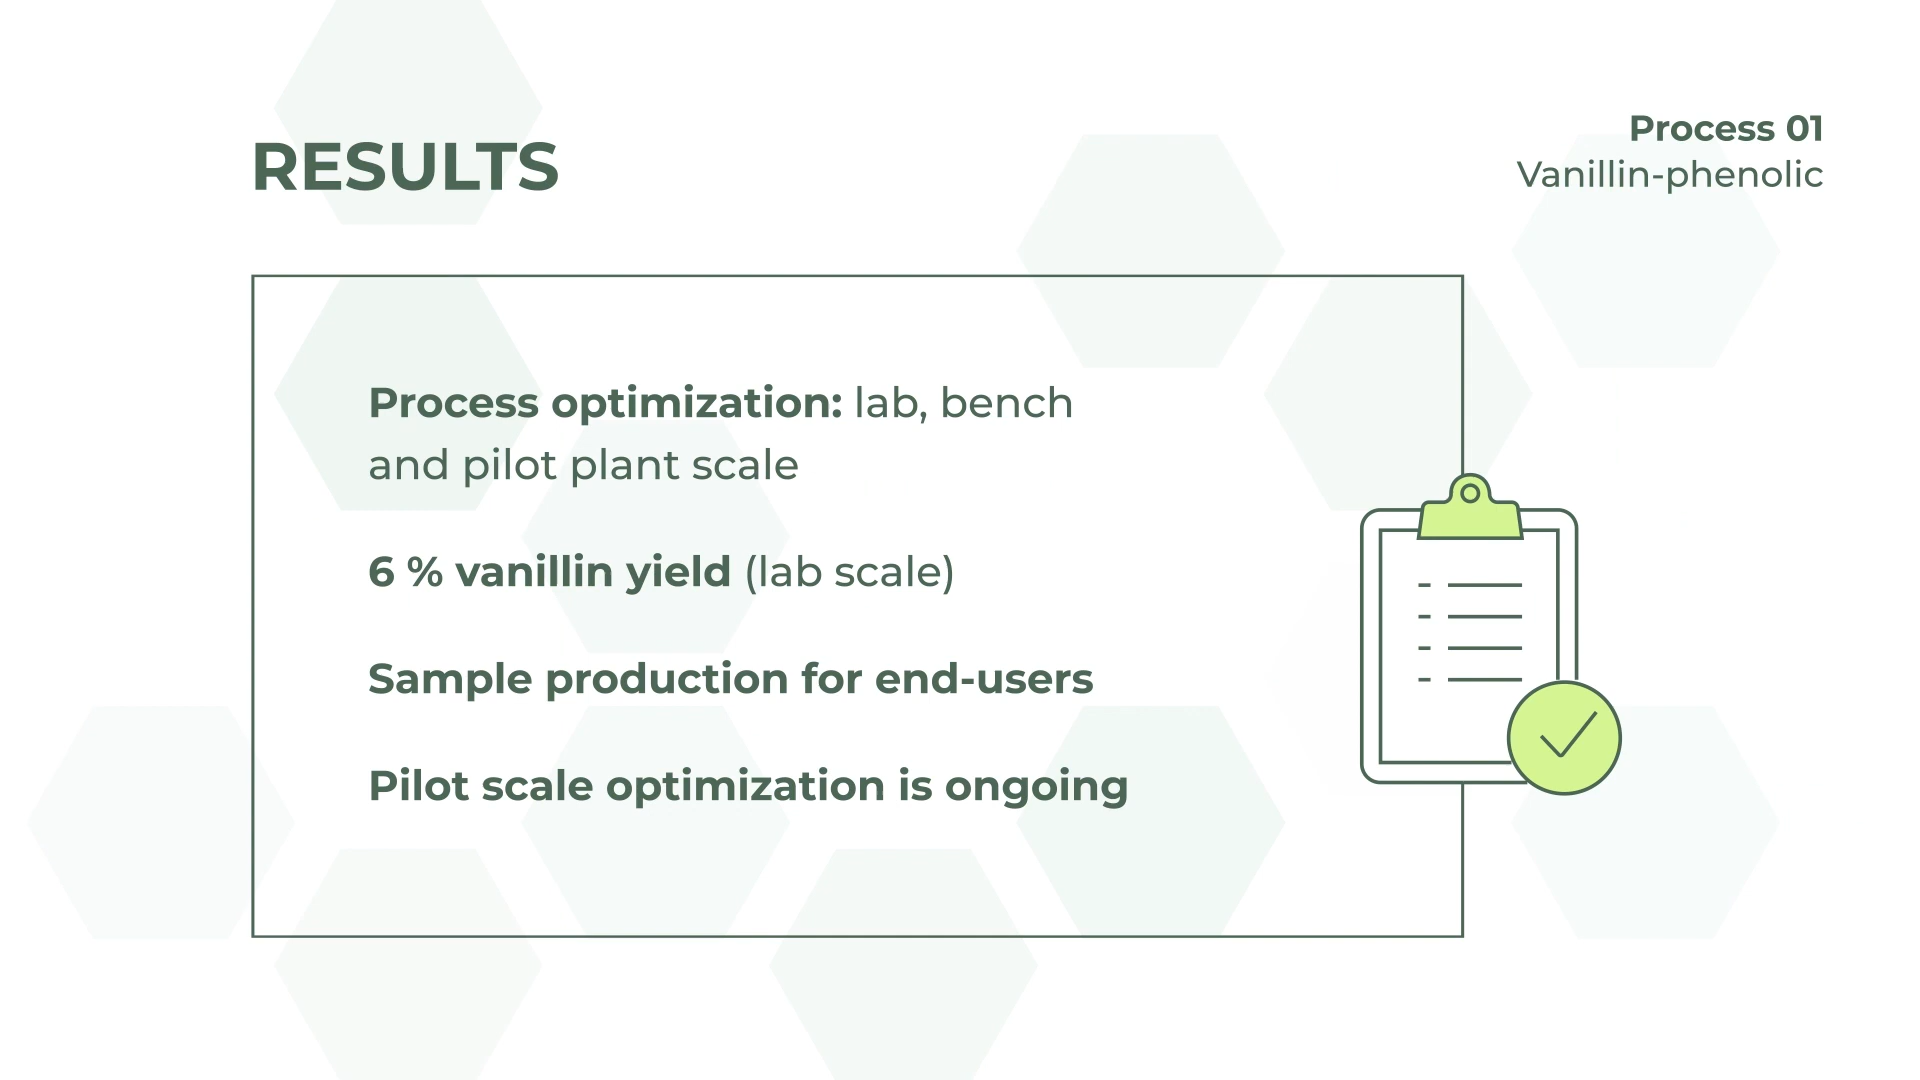 RESULTS
Process 01
Vanillin-phenolic
Process optimization: lab, bench
and pilot plant scale
6 % vanillin yield (lab scale)
Sample production for end-users
Pilot scale optimization is ongoing